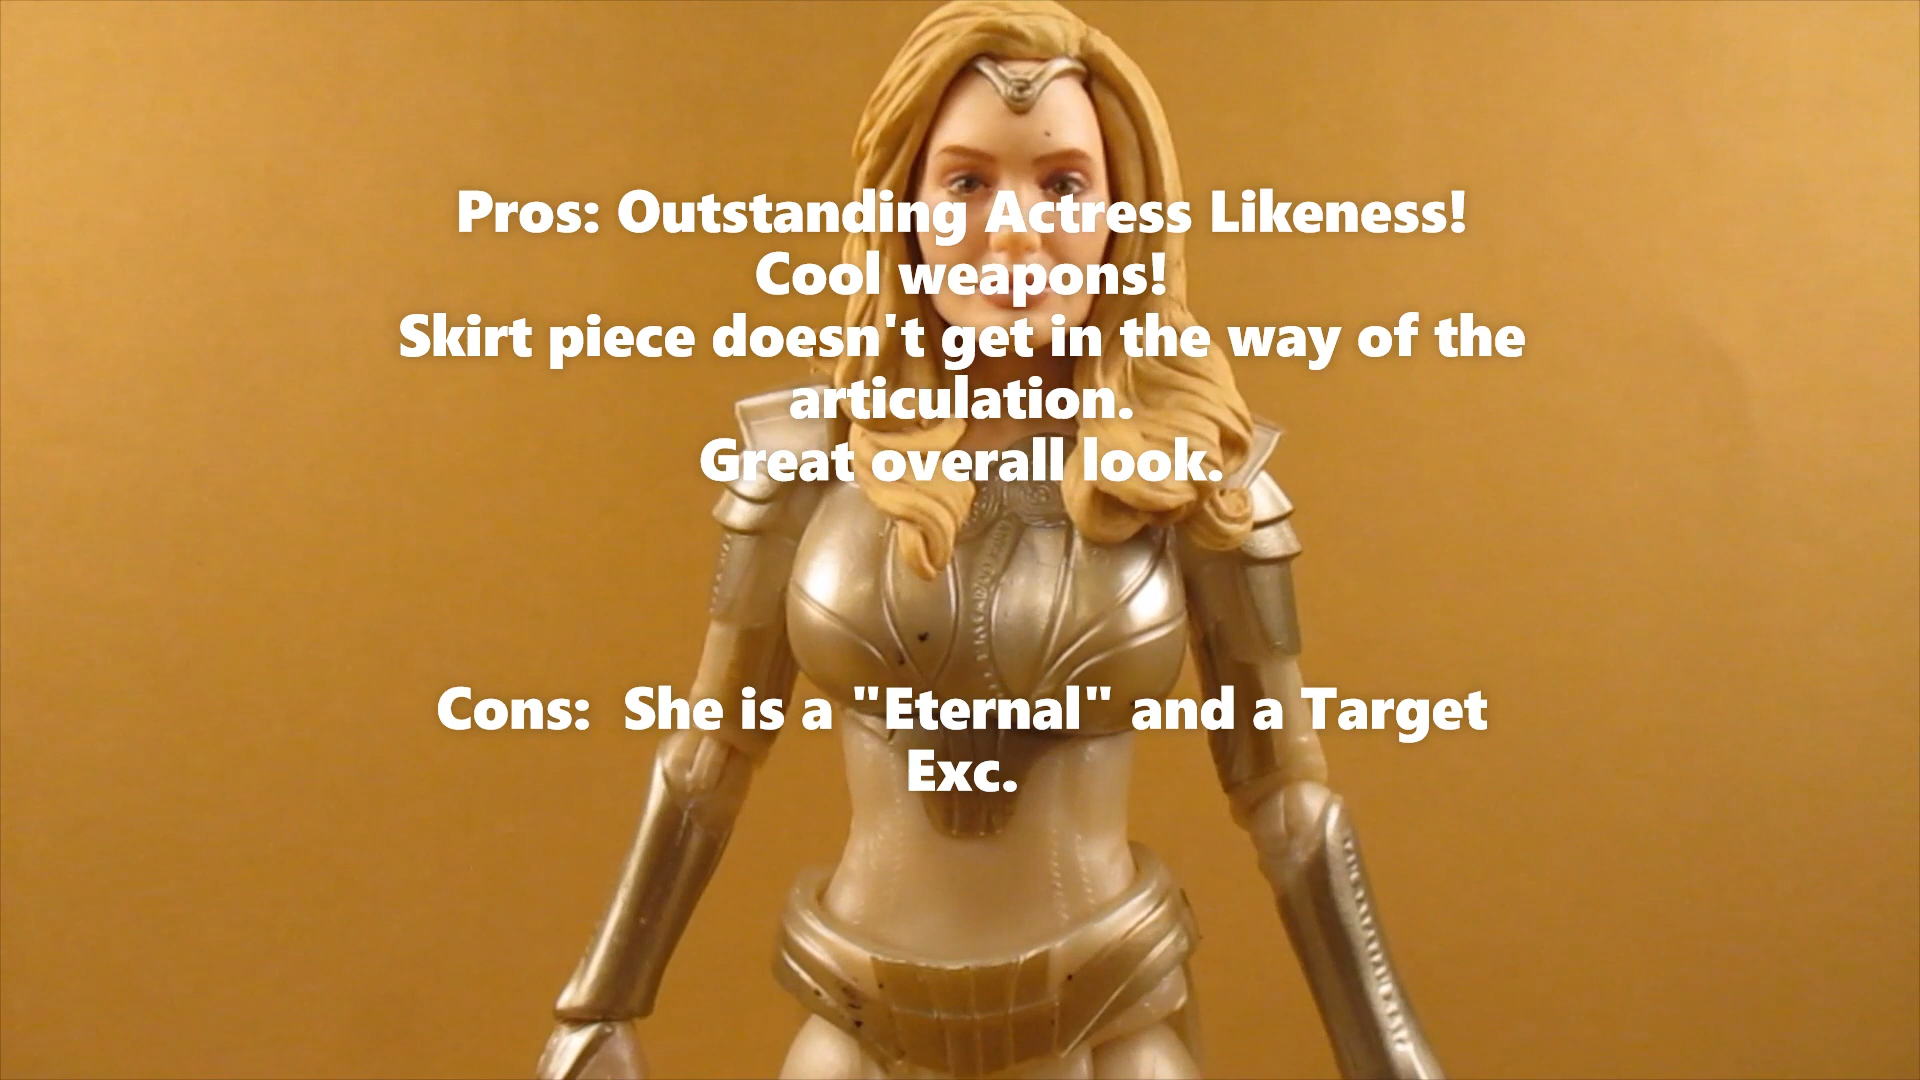 Pros: Outstanding Actress Likeness!
Cool weapons!
Skirt piece doesn't get in the way of the
articulation.
Great overall look.
Cons:  She is a "Eternal" and a Target
Exc.